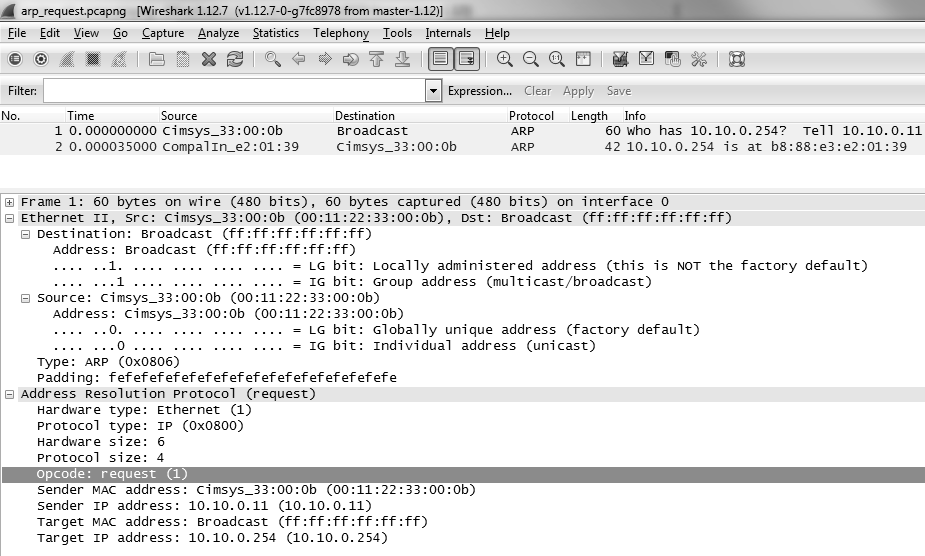 arp_request.pcapng [Wireshark 1.12.7 (v1.12.7-0-g7fc8978 from master-1.12)]
File Edit View Go Capture Analyze Statistics Telephony Tools Internals Help
Filter: Expression... Clear Apply Save
No. Time Source Destination Protocol Length Info
1 0.000000000 Cimsys_33:00:0b Broadcast ARP 60 Who has 10.10.0.254? Tell 10.10.0.11
2 0.000035000 CompalIn_e2:01:39 Cimsys_33:00:0b ARP 42 10.10.0.254 is at b8:88:e3:e2:01:39
Frame 1: 60 bytes on wire (480 bits), 60 bytes captured (480 bits) on interface 0
Ethernet II, Src: Cimsys_33:00:0b (00:11:22:33:00:0b), Dst: Broadcast (ff:ff:ff:ff:ff:ff)
Destination: Broadcast (ff:ff:ff:ff:ff:ff)
Address: Broadcast (ff:ff:ff:ff:ff:ff)
.... ..1. .... .... .... .... = LG bit: Locally administered address (this is NOT the factory default)
.... ...1 .... .... .... .... = IG bit: Group address (multicast/broadcast)
Source: Cimsys_33:00:0b (00:11:22:33:00:0b)
Address: Cimsys_33:00:0b (00:11:22:33:00:0b)
.... ..0. .... .... .... .... = LG bit: Globally unique address (factory default)
.... ...0 .... .... .... .... = IG bit: Individual address (unicast)
Type: ARP (0x0806)
Padding: fefefefefefefefefefefefefefefefefefe
Address Resolution Protocol (request)
Hardware type: Ethernet (1)
Protocol type: IP (0x0800)
Hardware size: 6
Protocol size: 4
Opcode: request (1)
Sender MAC address: Cimsys_33:00:0b (00:11:22:33:00:0b)
Sender IP address: 10.10.0.11 (10.10.0.11)
Target MAC address: Broadcast (ff:ff:ff:ff:ff:ff)
Target IP address: 10.10.0.254 (10.10.0.254)